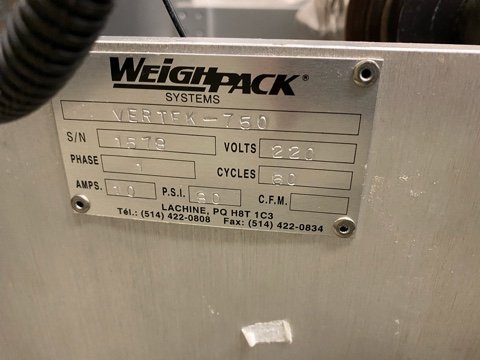 WEIGHPACK®
SYSTEMS
VERTEK-750
S/N 1579 VOLTS 220
PHASE 1 CYCLES 60
AMPS. 10 P.S.I. 80 C.F.M.
LACHINE, PQ H8T 1C3
Tél.: (514) 422-0808 Fax: (514) 422-0834